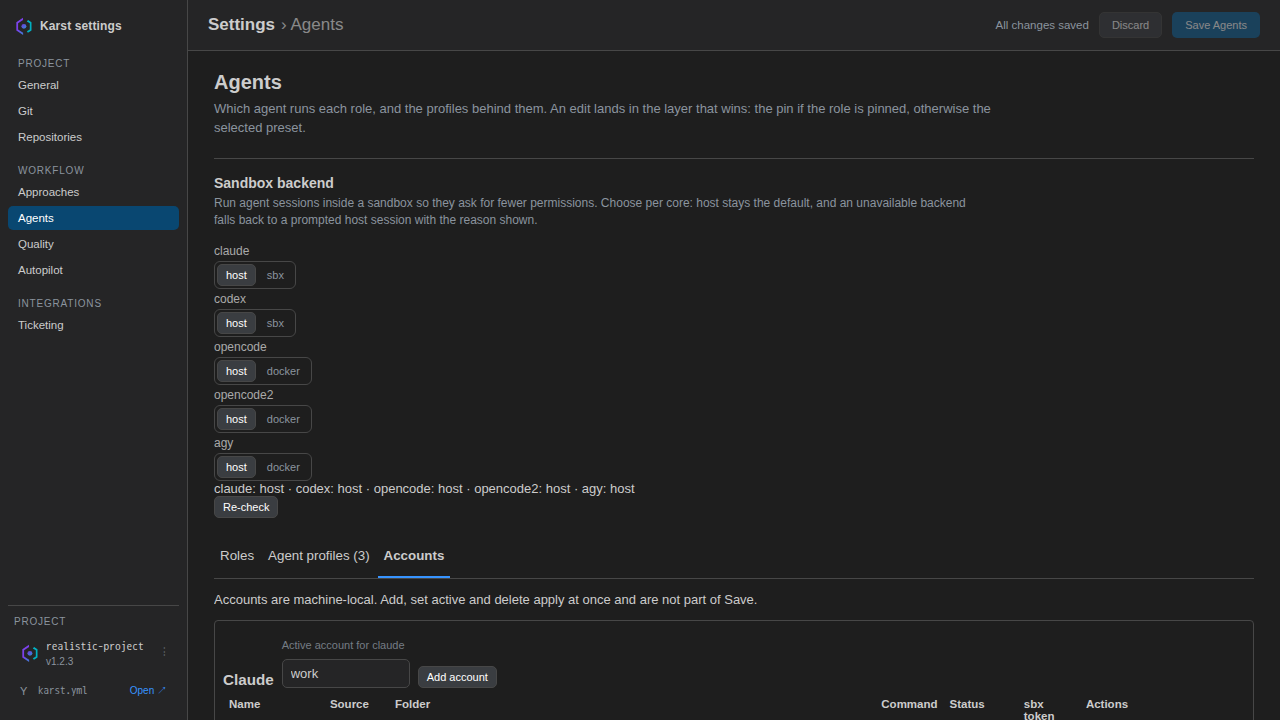 Karst settings
PROJECT
General
Git
Repositories
WORKFLOW
Approaches
Agents
Quality
Autopilot
INTEGRATIONS
Ticketing
PROJECT
realistic-project
v1.2.3
Y karst.yml Open ↗
Settings › Agents
All changes saved
Discard
Save Agents
Agents
Which agent runs each role, and the profiles behind them. An edit lands in the layer that wins: the pin if the role is pinned, otherwise the
selected preset.
Sandbox backend
Run agent sessions inside a sandbox so they ask for fewer permissions. Choose per core: host stays the default, and an unavailable backend
falls back to a prompted host session with the reason shown.
claude
host sbx
codex
host sbx
opencode
host docker
opencode2
host docker
agy
host docker
claude: host · codex: host · opencode: host · opencode2: host · agy: host
Re-check
Roles Agent profiles (3) Accounts
Accounts are machine-local. Add, set active and delete apply at once and are not part of Save.
Active account for claude
Claude work Add account
Name Source Folder Command Status sbx token Actions